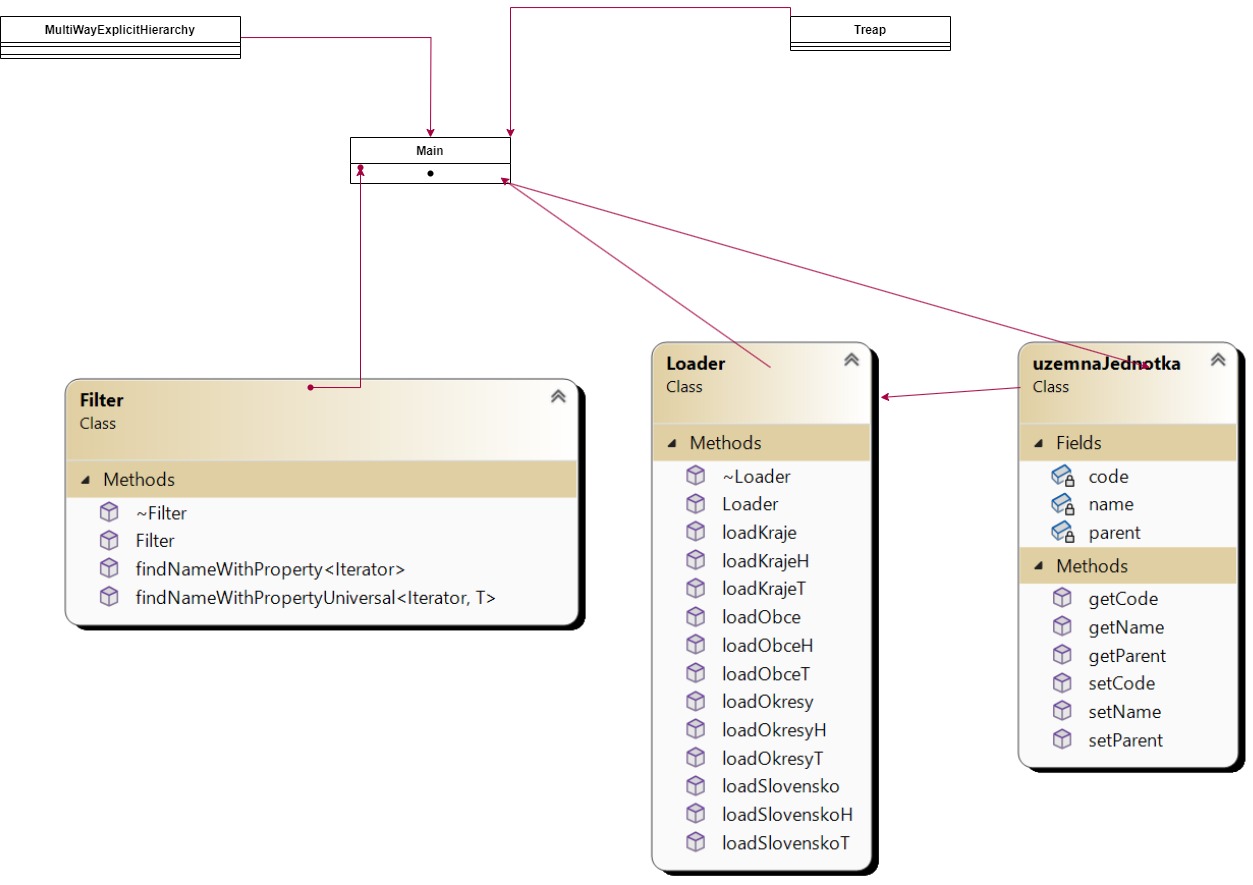 MultiWayExplicitHierarchy
Treap
Main
Filter
Class
Methods
~Filter
Filter
findNameWithProperty<Iterator>
findNameWithPropertyUniversal<Iterator, T>
Loader
Class
Methods
~Loader
Loader
loadKraje
loadKrajeH
loadKrajeT
loadObce
loadObceH
loadObceT
loadOkresy
loadOkresyH
loadOkresyT
loadSlovensko
loadSlovenskoH
loadSlovenskoT
uzemnaJednotka
Class
Fields
code
name
parent
Methods
getCode
getName
getParent
setCode
setName
setParent